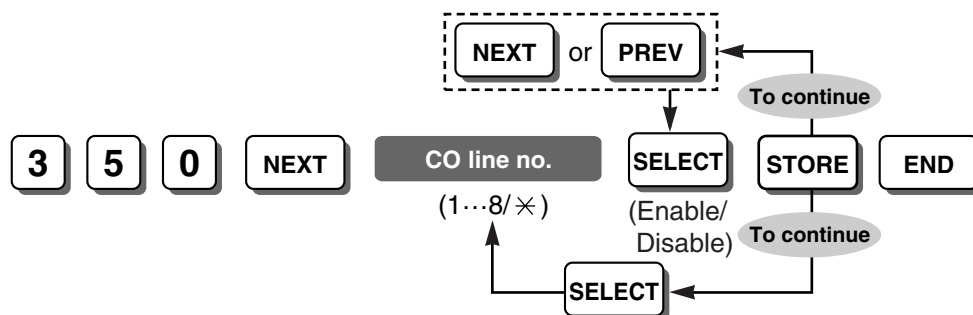 NEXT or PREV
To continue
3 5 0 NEXT CO line no. SELECT STORE END
(1···8/✳)
(Enable/
Disable)
To continue
SELECT